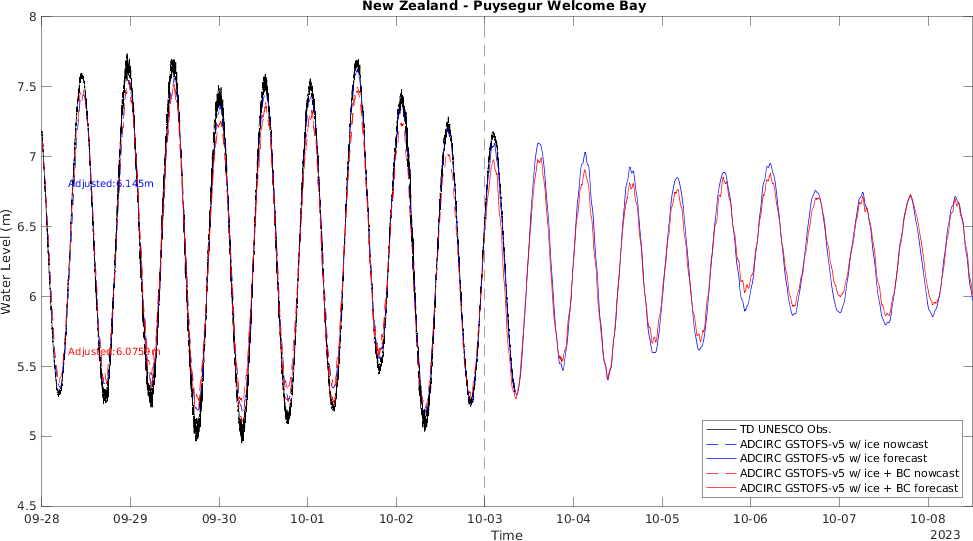 New Zealand - Puysegur Welcome Bay
8
7.5
7
6.5
6
5.5
5
4.5
Water Level (m)
Adjusted:6.145m
Adjusted:6.0759m
TD UNESCO Obs.
ADCIRC GSTOFS-v5 w/ ice nowcast
ADCIRC GSTOFS-v5 w/ ice forecast
ADCIRC GSTOFS-v5 w/ ice + BC nowcast
ADCIRC GSTOFS-v5 w/ ice + BC forecast
09-28 09-29 09-30 10-01 10-02 10-03 10-04 10-05 10-06 10-07 10-08
2023
Time